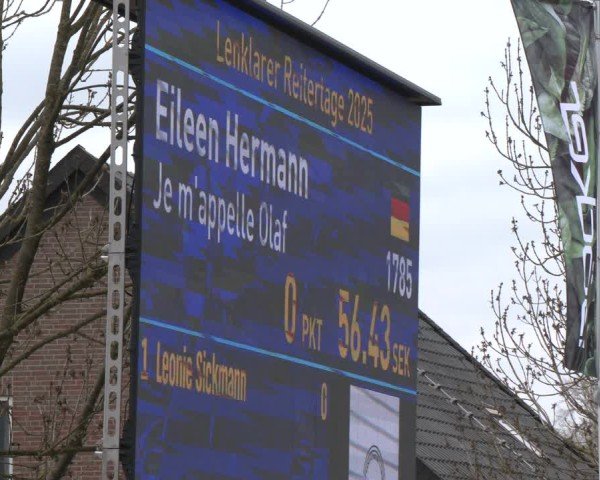 Lenklarer Reitertage 2025
Eileen Hermann
Je m'appelle Olaf
1785
0 PKT 56.43 SEK
1 Leonie Sickmann 0